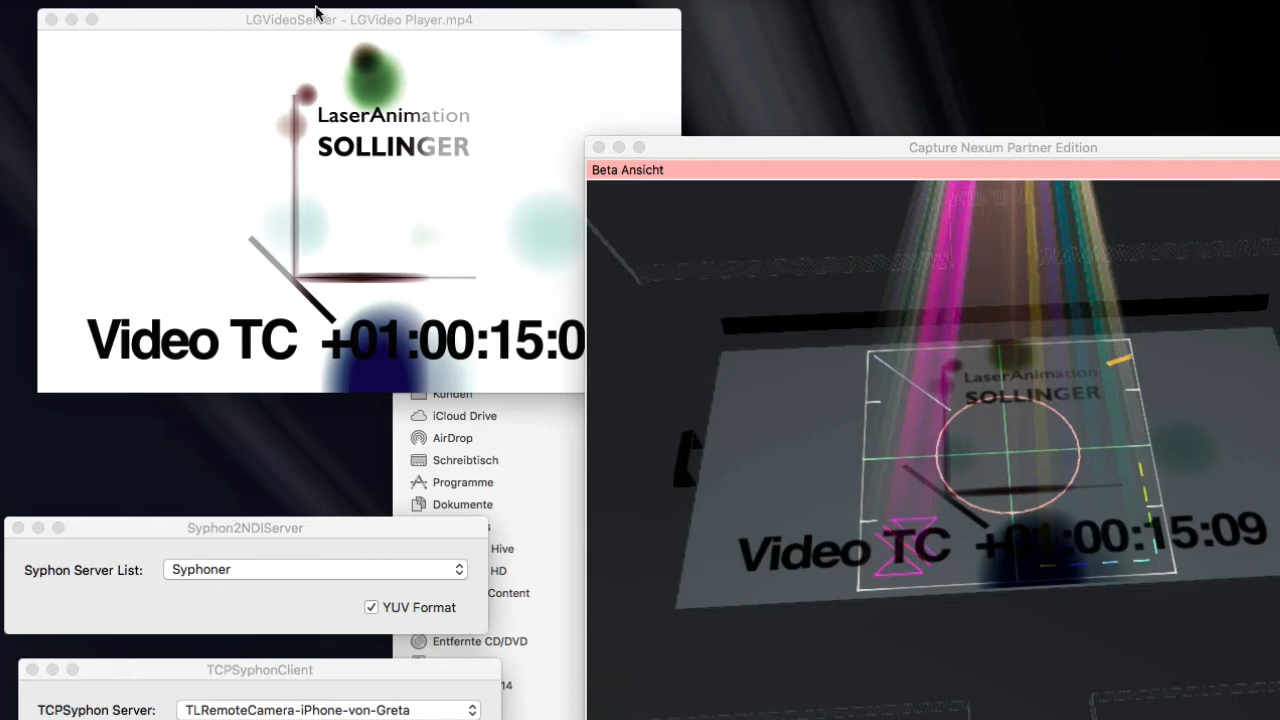 LGVideoServer - LGVideo Player.mp4
LaserAnimation
SOLLINGER
Video TC +01:00:15:0
Capture Nexum Partner Edition
Beta Ansicht
LaserAnimation
SOLLINGER
Video TC +01:00:15:09
Kunden
iCloud Drive
AirDrop
Schreibtisch
Programme
Dokumente
Hive
HD
Content
Entfernte CD/DVD
14
Syphon2NDIServer
Syphon Server List: Syphoner
YUV Format
TCPSyphonClient
TCPSyphon Server: TLRemoteCamera-iPhone-von-Greta